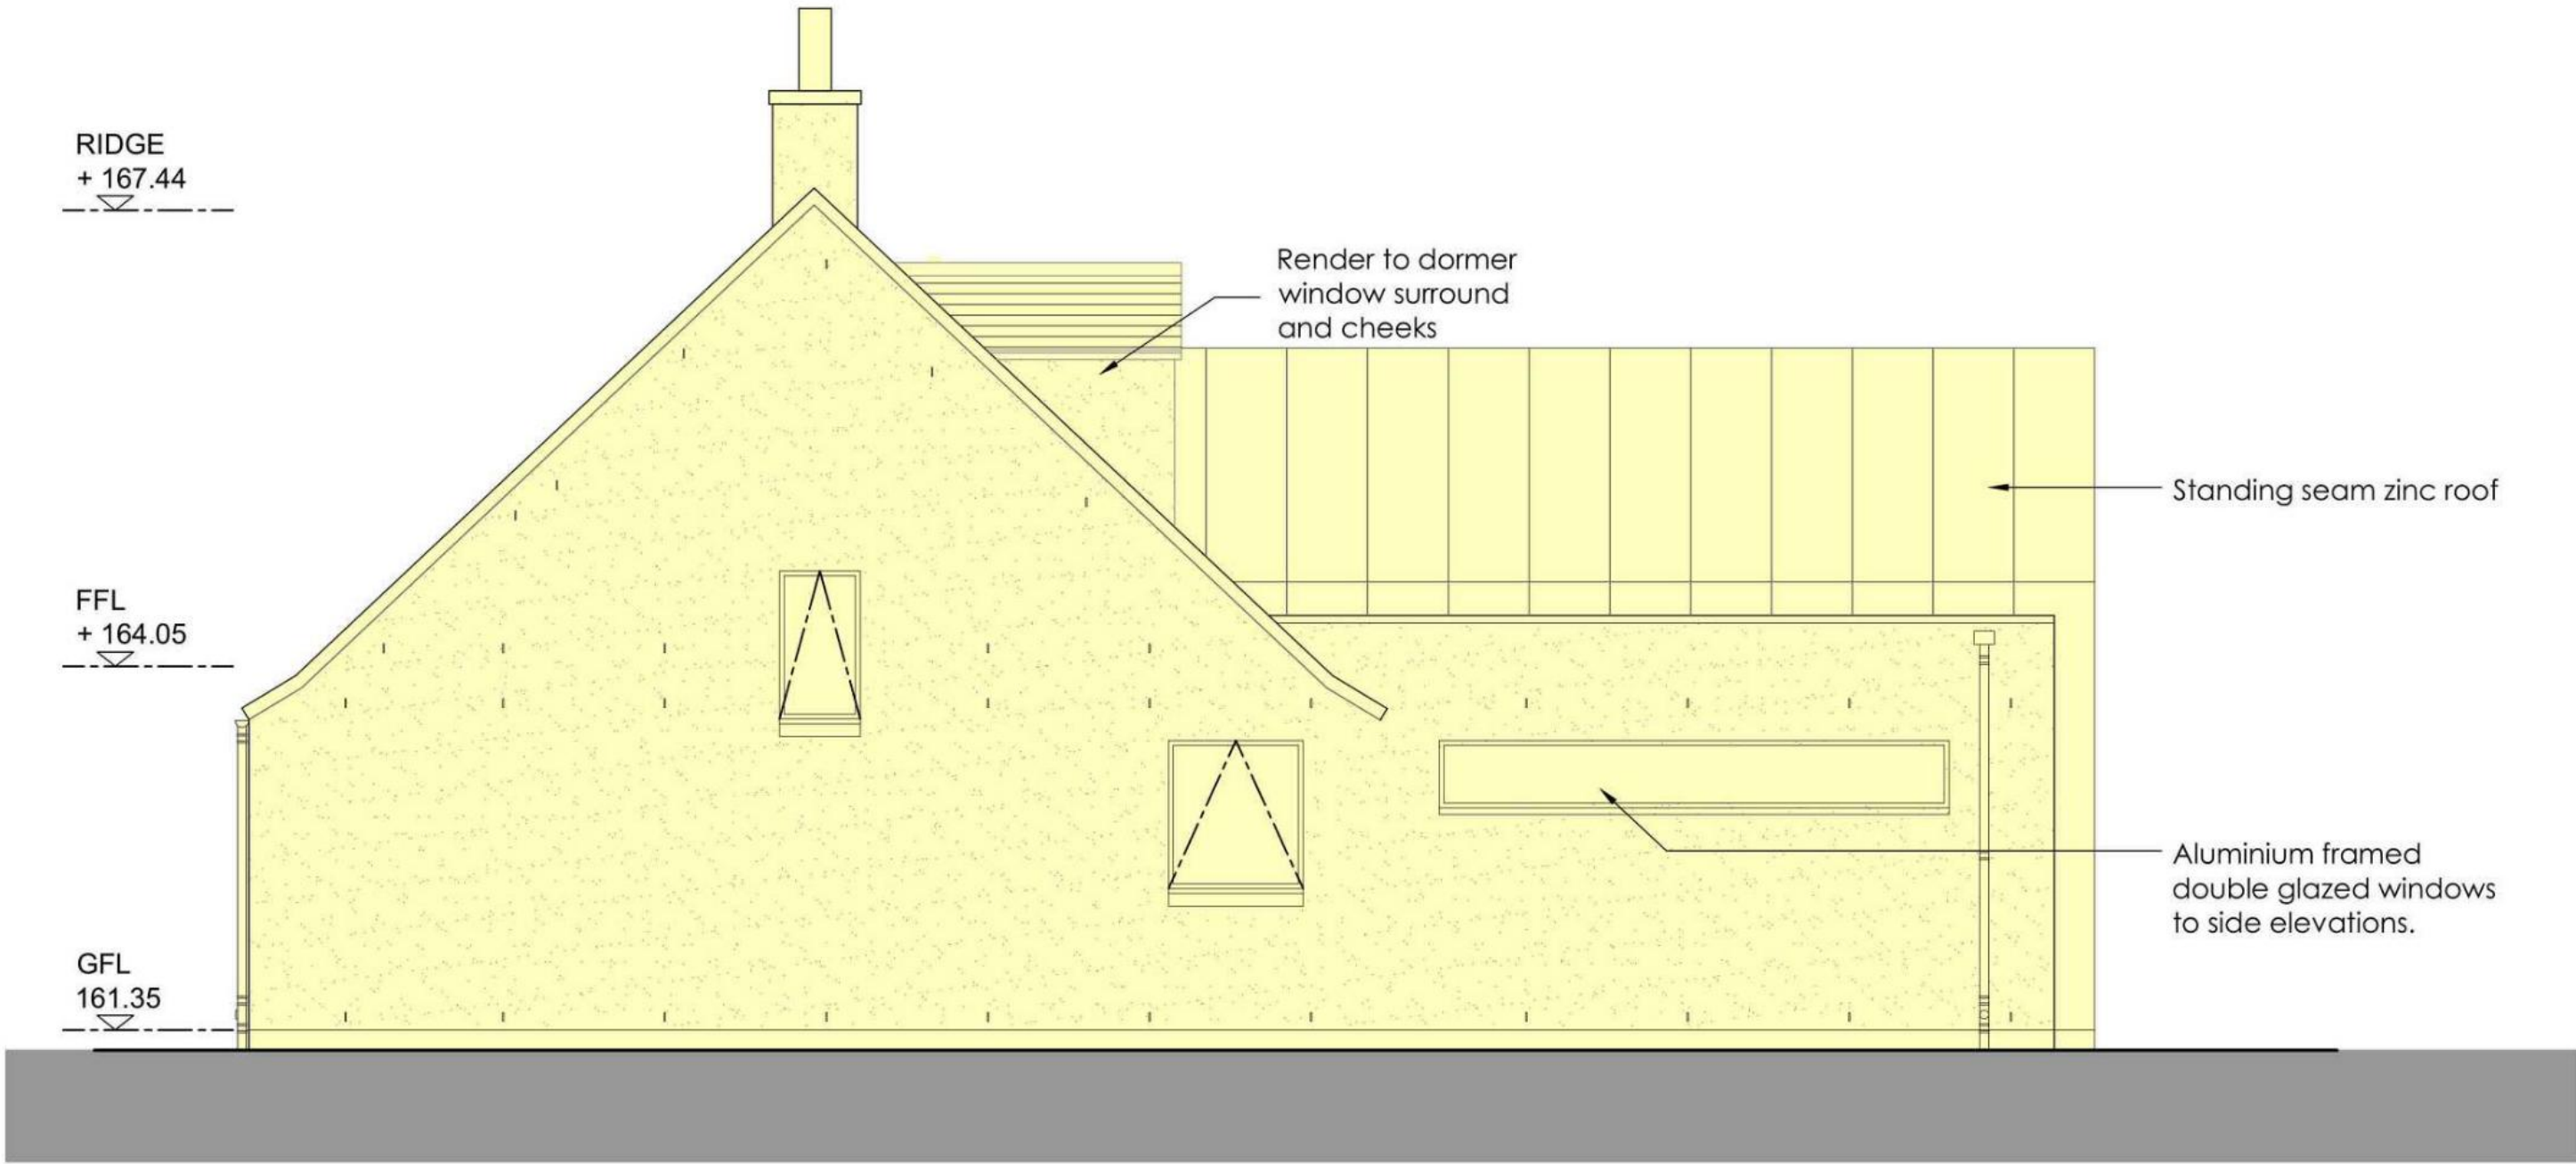 RIDGE
+ 167.44
Render to dormer
window surround
and cheeks
Standing seam zinc roof
FFL
+ 164.05
Aluminium framed
double glazed windows
to side elevations.
GFL
161.35